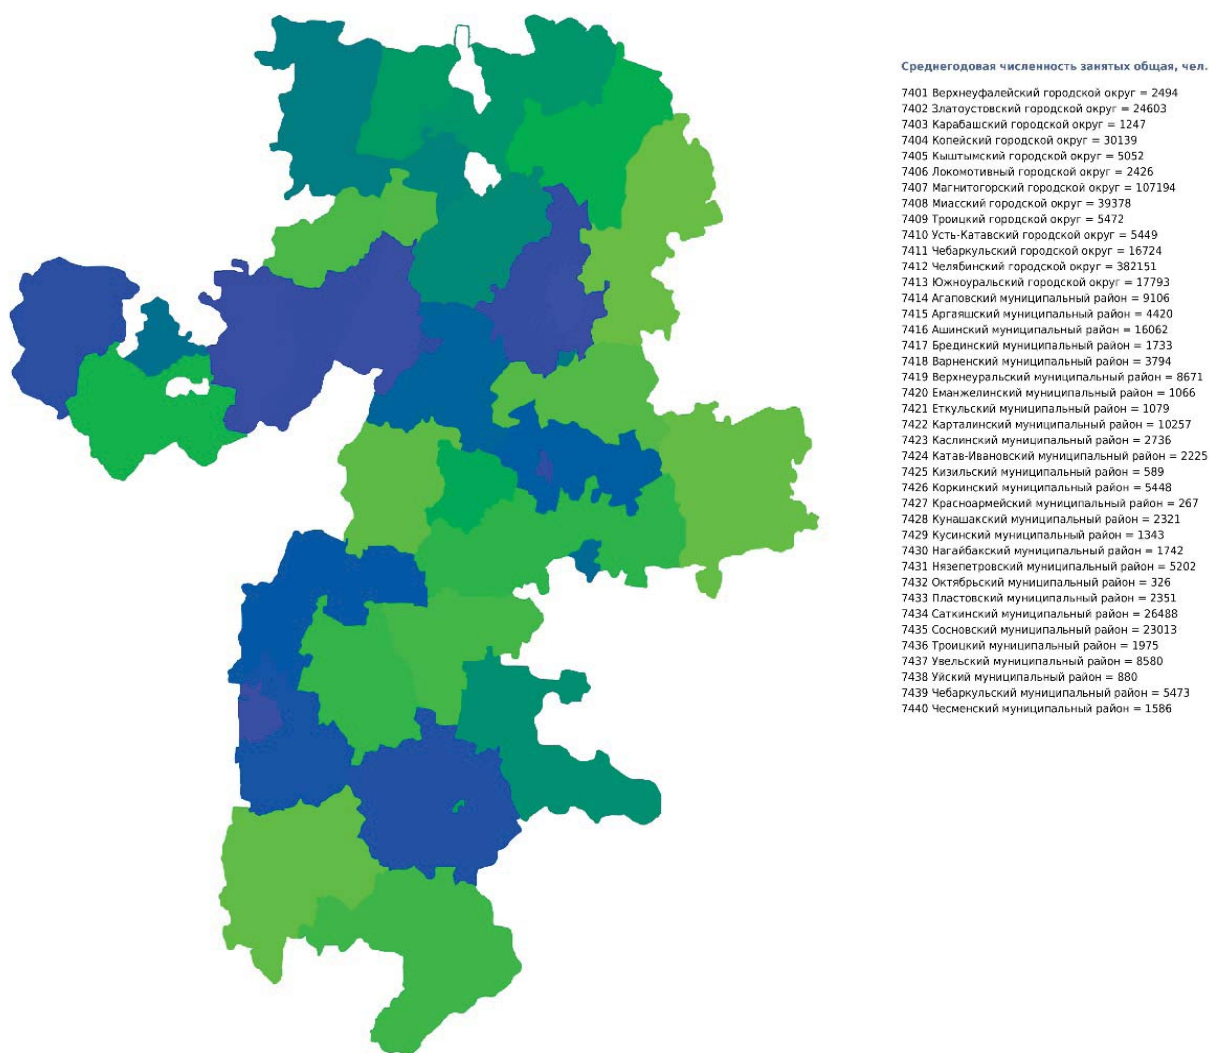 Среднегодовая численность занятых общая, чел.
7401 Верхнеуфалейский городской округ = 2494
7402 Златоустовский городской округ = 24603
7403 Карабашский городской округ = 1247
7404 Копейский городской округ = 30139
7405 Кыштымский городской округ = 5052
7406 Локомотивный городской округ = 2426
7407 Магнитогорский городской округ = 107194
7408 Миасский городской округ = 39378
7409 Троицкий городской округ = 5472
7410 Усть-Катавский городской округ = 5449
7411 Чебаркульский городской округ = 16724
7412 Челябинский городской округ = 382151
7413 Южноуральский городской округ = 17793
7414 Агаповский муниципальный район = 9106
7415 Аргаяшский муниципальный район = 4420
7416 Ашинский муниципальный район = 16062
7417 Брединский муниципальный район = 1733
7418 Варненский муниципальный район = 3794
7419 Верхнеуральский муниципальный район = 8671
7420 Еманжелинский муниципальный район = 1066
7421 Еткульский муниципальный район = 1079
7422 Карталинский муниципальный район = 10257
7423 Каслинский муниципальный район = 2736
7424 Катав-Ивановский муниципальный район = 2225
7425 Кизильский муниципальный район = 589
7426 Коркинский муниципальный район = 5448
7427 Красноармейский муниципальный район = 267
7428 Кунашакский муниципальный район = 2321
7429 Кусинский муниципальный район = 1343
7430 Нагайбакский муниципальный район = 1742
7431 Нязепетровский муниципальный район = 5202
7432 Октябрьский муниципальный район = 326
7433 Пластовский муниципальный район = 2351
7434 Саткинский муниципальный район = 26488
7435 Сосновский муниципальный район = 23013
7436 Троицкий муниципальный район = 1975
7437 Увельский муниципальный район = 8580
7438 Уйский муниципальный район = 880
7439 Чебаркульский муниципальный район = 5473
7440 Чесменский муниципальный район = 1586